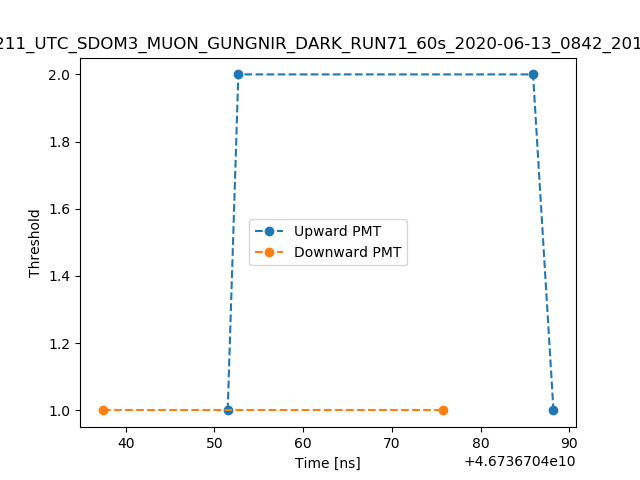 211_UTC_SDOM3_MUON_GUNGNIR_DARK_RUN71_60s_2020-06-13_0842_201
2.0
1.8
1.6
1.4
1.2
1.0
Threshold
Upward PMT
Downward PMT
40 50 60 70 80 90
Time [ns]
+4.6736704e10